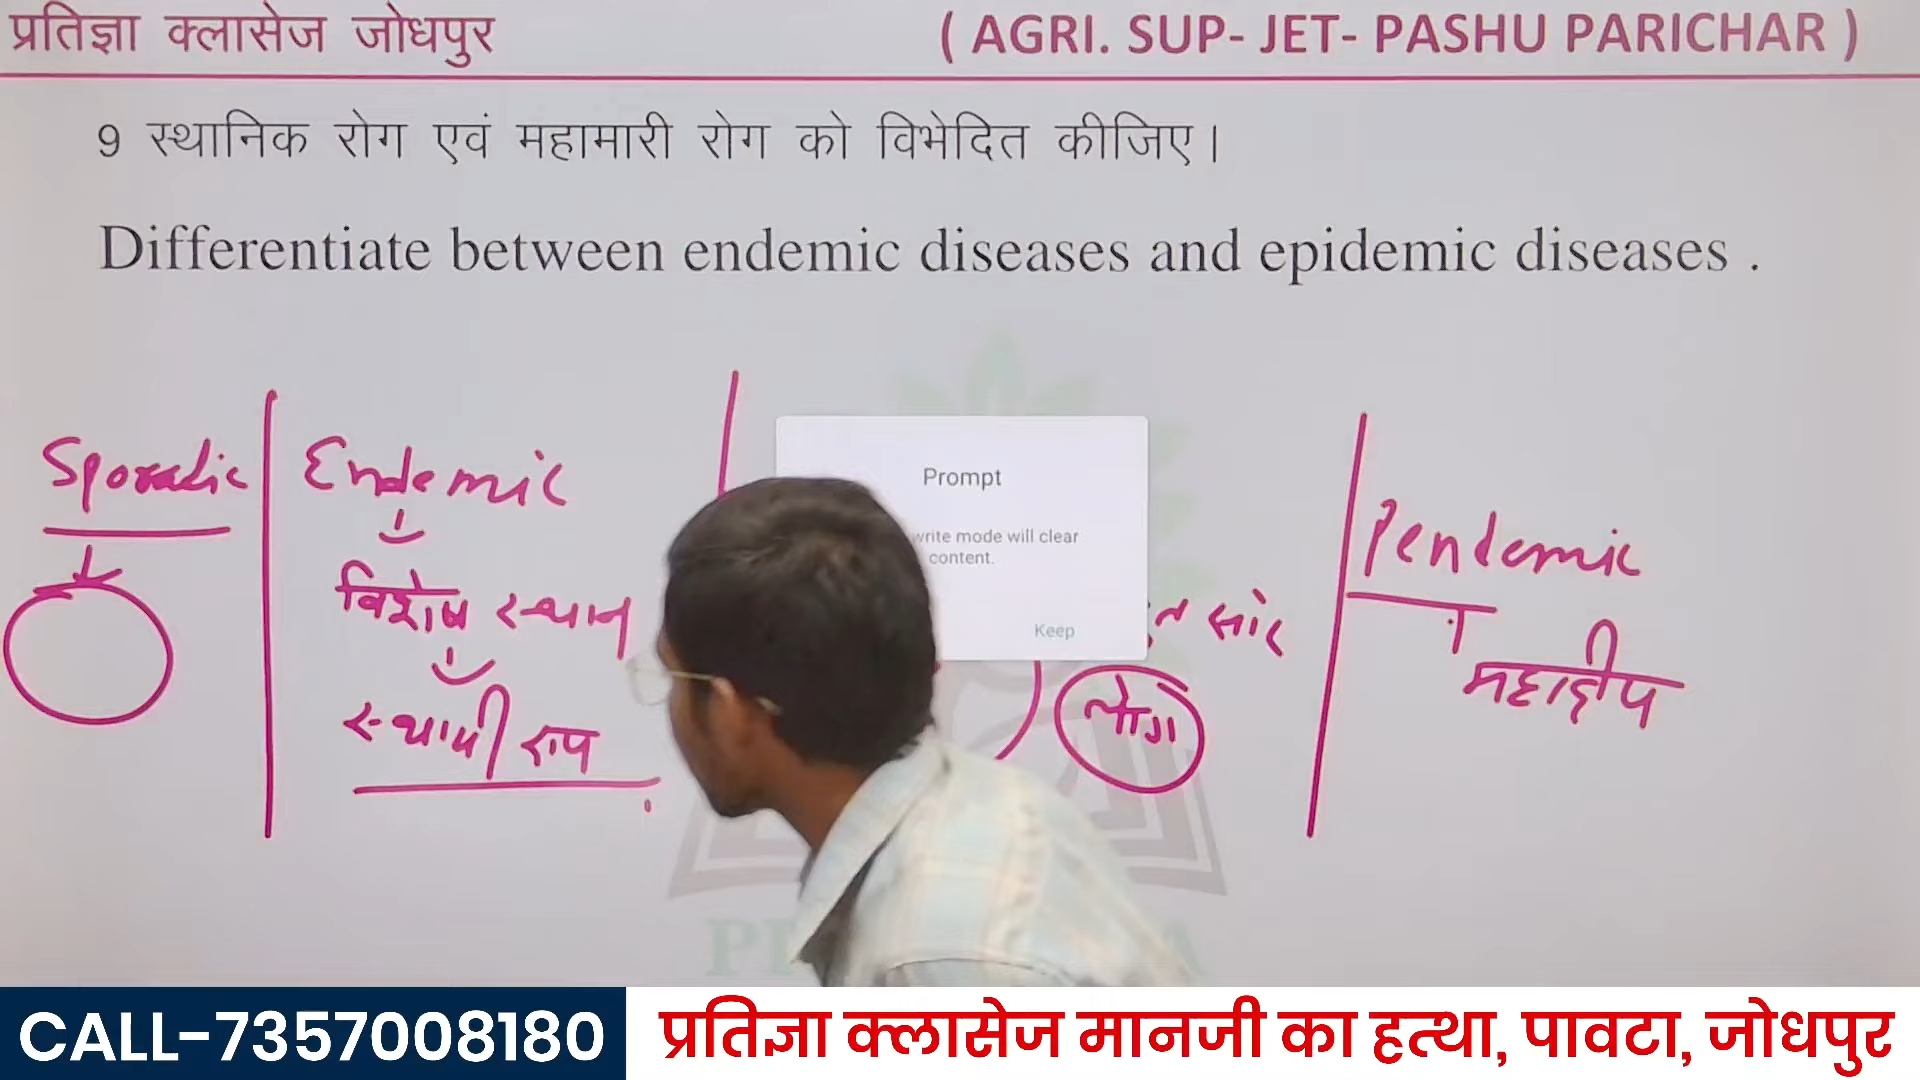 प्रतिज्ञा क्लासेज जोधपुर
( AGRI. SUP- JET- PASHU PARICHAR )
9 स्थानिक रोग एवं महामारी रोग को विभेदित कीजिए।
Differentiate between endemic diseases and epidemic diseases .
Sporadic
Endemic
विशेष स्थान
स्थायी रूप
Prompt
write mode will clear
content.
Keep
लोग
Pendemic
महाद्वीप
CALL-7357008180
प्रतिज्ञा क्लासेज मानजी का हत्था, पावटा, जोधपुर